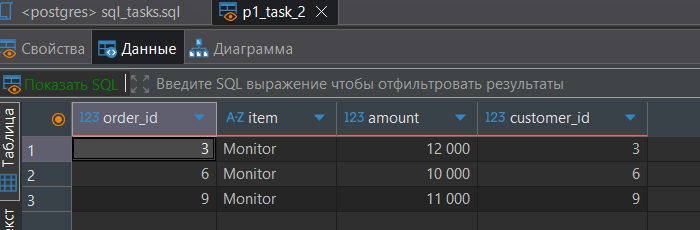 <postgres> sql_tasks.sql p1_task_2
Свойства Данные Диаграмма
Показать SQL Введите SQL выражение чтобы отфильтровать результаты
Таблица
123 order_id A-Z item 123 amount 123 customer_id
1 3 Monitor 12 000 3
2 6 Monitor 10 000 6
3 9 Monitor 11 000 9